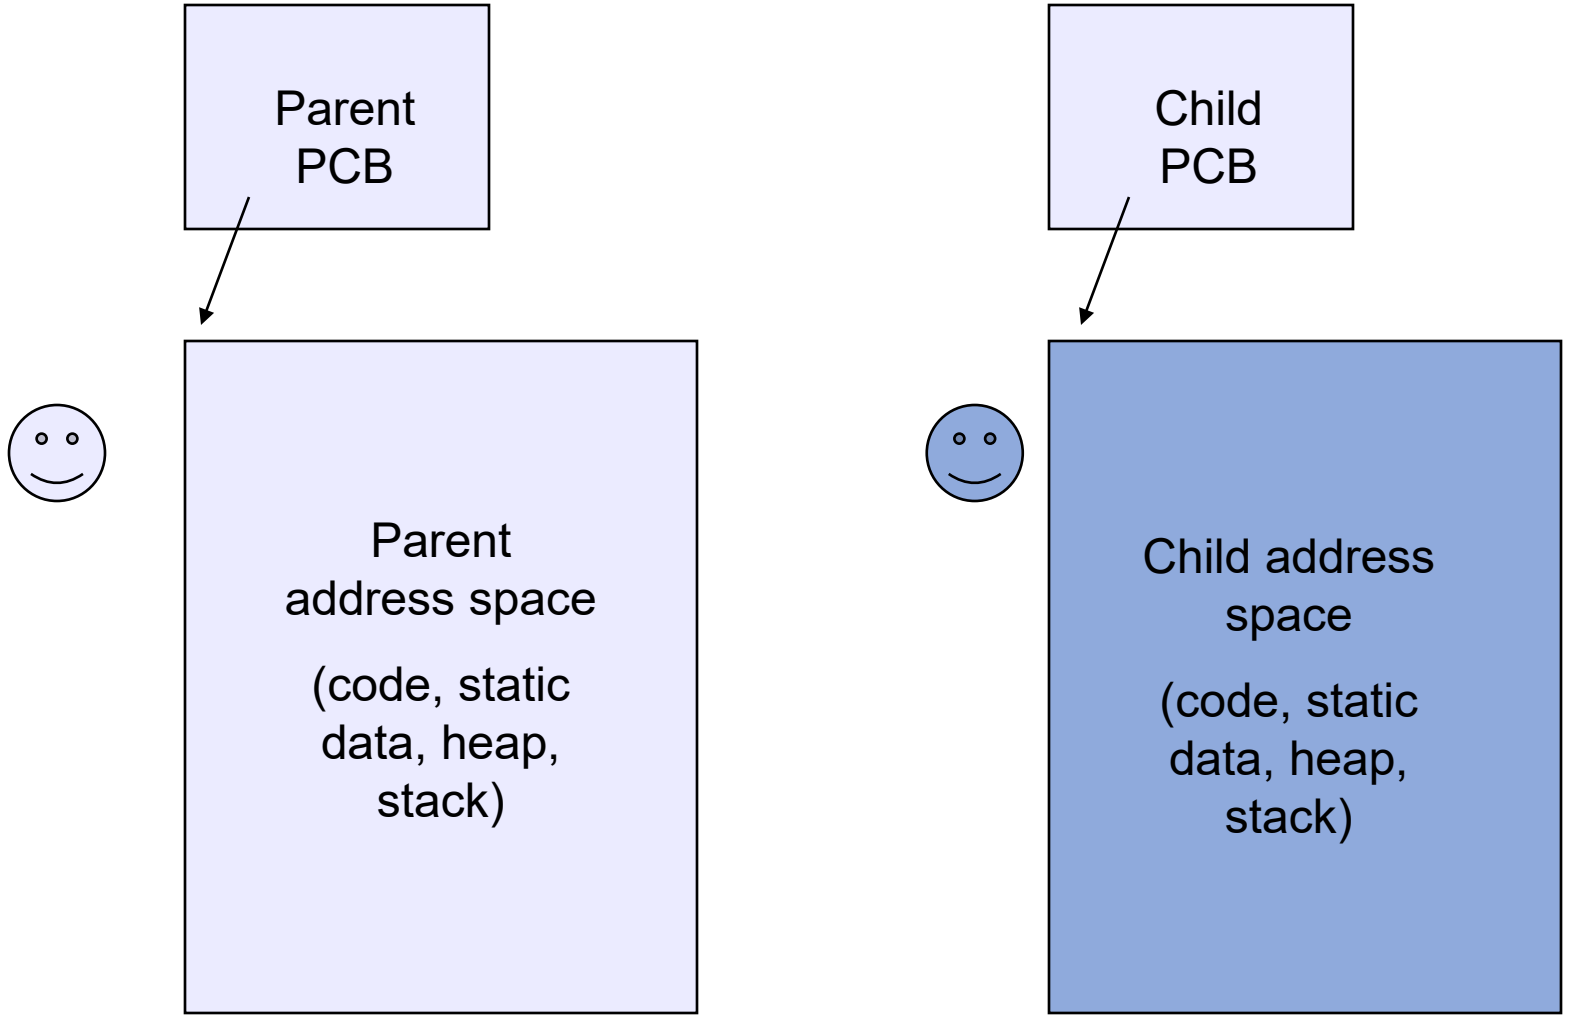 Parent
PCB
Child
PCB
Parent
address space
(code, static
data, heap,
stack)
Child address
space
(code, static
data, heap,
stack)